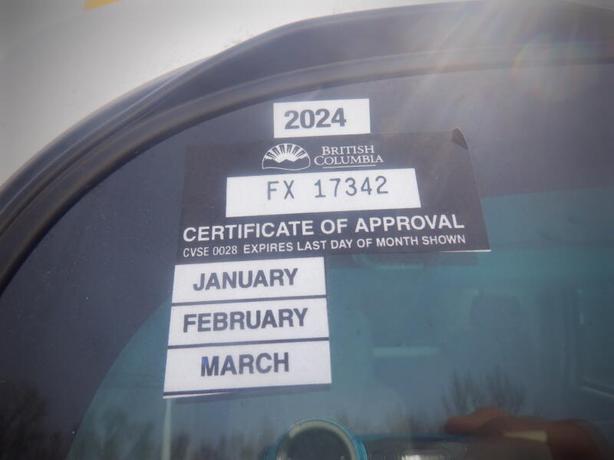 2024
BRITISH
COLUMBIA
FX 17342
CERTIFICATE OF APPROVAL
CVSE 0028 EXPIRES LAST DAY OF MONTH SHOWN
JANUARY
FEBRUARY
MARCH